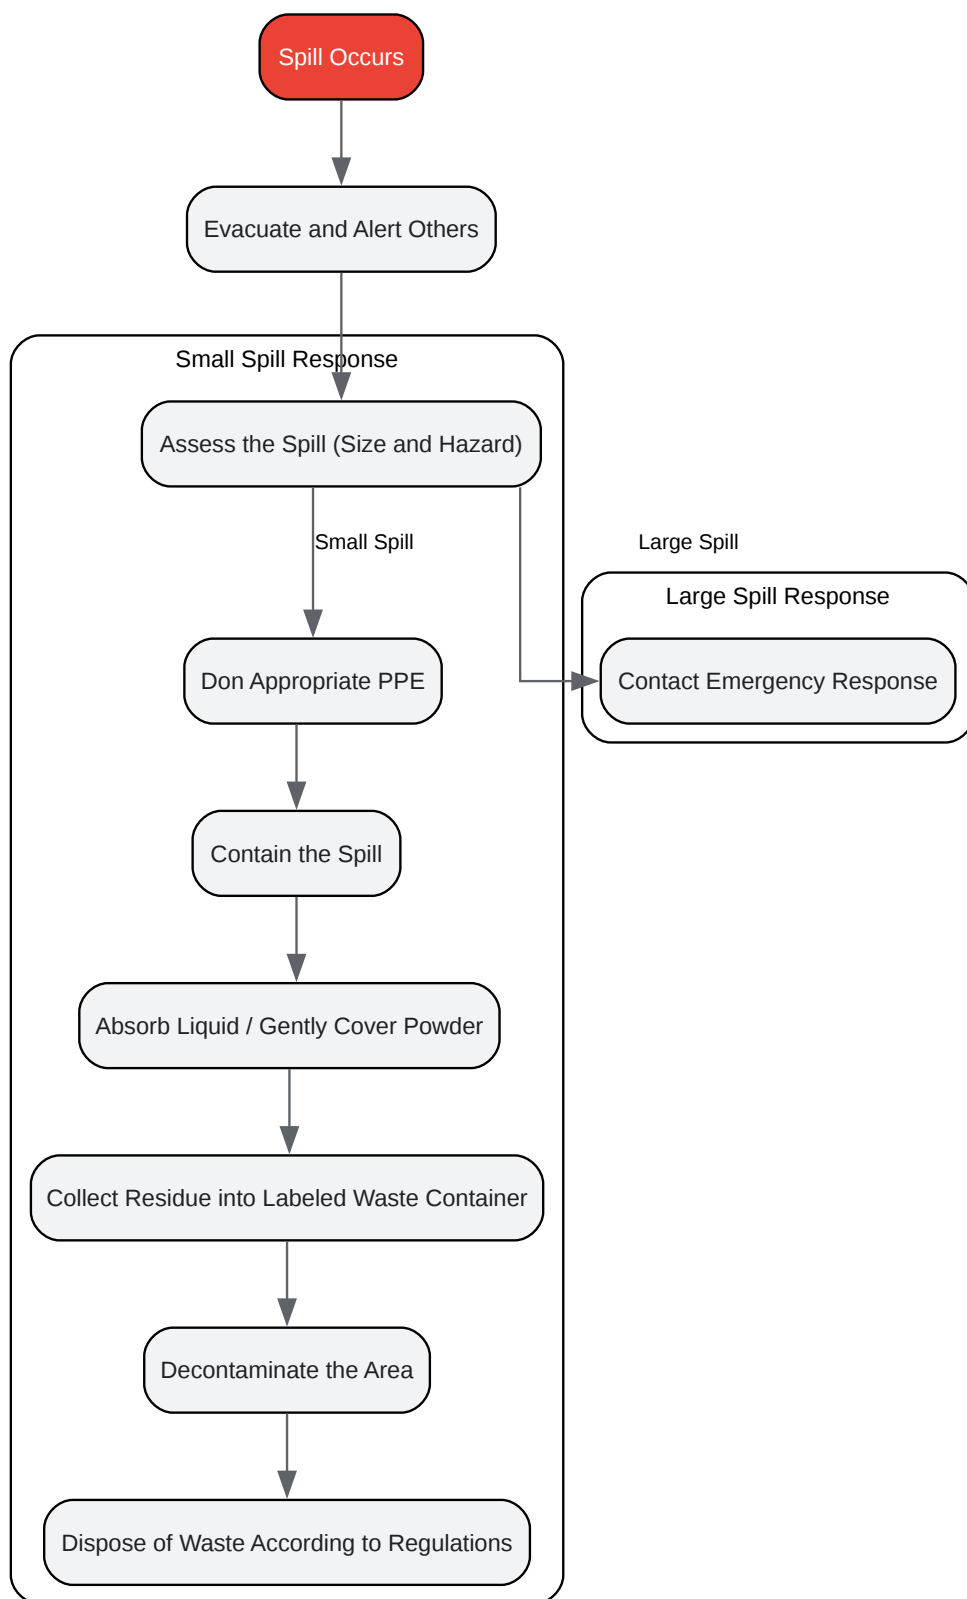 Spill Occurs
Evacuate and Alert Others
Small Spill Response
Assess the Spill (Size and Hazard)
Small Spill
Large Spill
Large Spill Response
Don Appropriate PPE
Contact Emergency Response
Contain the Spill
Absorb Liquid / Gently Cover Powder
Collect Residue into Labeled Waste Container
Decontaminate the Area
Dispose of Waste According to Regulations